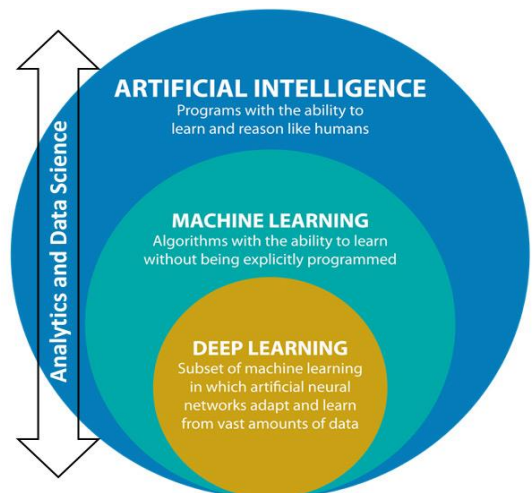 ARTIFICIAL INTELLIGENCE
Programs with the ability to
learn and reason like humans
MACHINE LEARNING
Algorithms with the ability to learn
without being explicitly programmed
DEEP LEARNING
Subset of machine learning
in which artificial neural
networks adapt and learn
from vast amounts of data
Analytics and Data Science